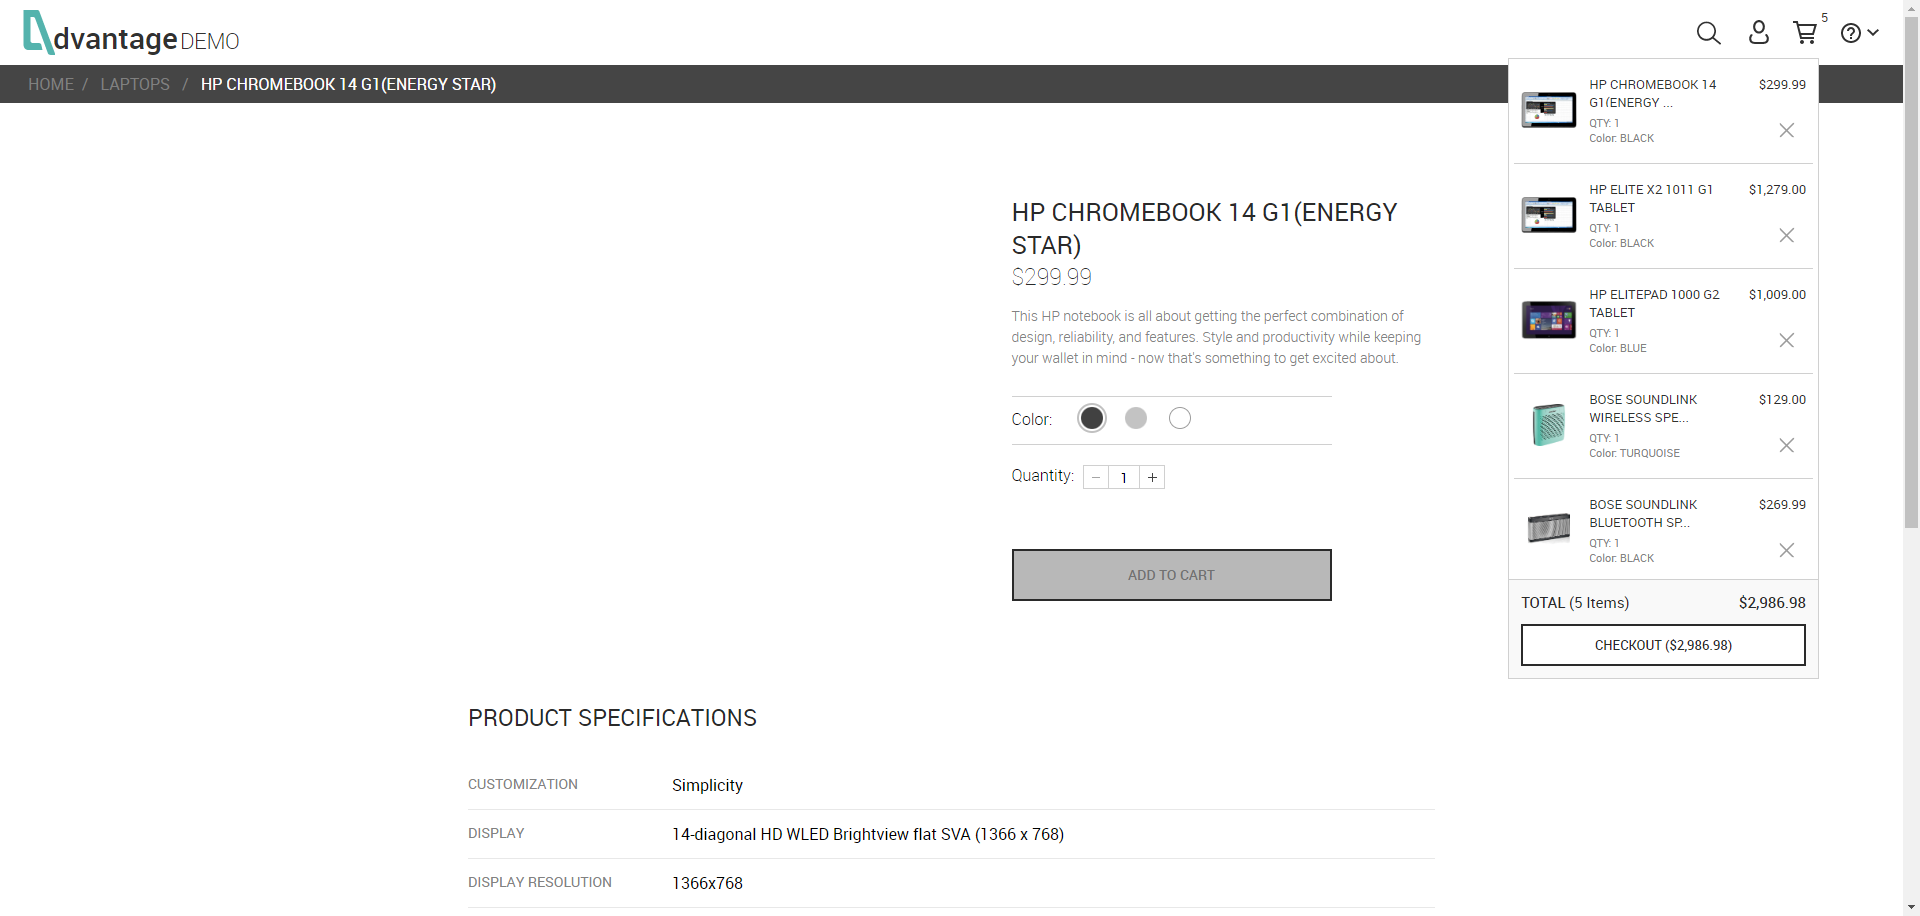 dvantage DEMO
5
HOME / LAPTOPS / HP CHROMEBOOK 14 G1(ENERGY STAR)
HP CHROMEBOOK 14 G1(ENERGY STAR)
$299.99
This HP notebook is all about getting the perfect combination of
design, reliability, and features. Style and productivity while keeping
your wallet in mind - now that's something to get excited about.
Color:
Quantity: − 1 +
ADD TO CART
HP CHROMEBOOK 14 $299.99
G1(ENERGY ...
QTY: 1
Color: BLACK
HP ELITE X2 1011 G1 $1,279.00
TABLET
QTY: 1
Color: BLACK
HP ELITEPAD 1000 G2 $1,009.00
TABLET
QTY: 1
Color: BLUE
BOSE SOUNDLINK $129.00
WIRELESS SPE...
QTY: 1
Color: TURQUOISE
BOSE SOUNDLINK $269.99
BLUETOOTH SP...
QTY: 1
Color: BLACK
TOTAL (5 Items) $2,986.98
CHECKOUT ($2,986.98)
PRODUCT SPECIFICATIONS
CUSTOMIZATION Simplicity
DISPLAY 14-diagonal HD WLED Brightview flat SVA (1366 x 768)
DISPLAY RESOLUTION 1366x768